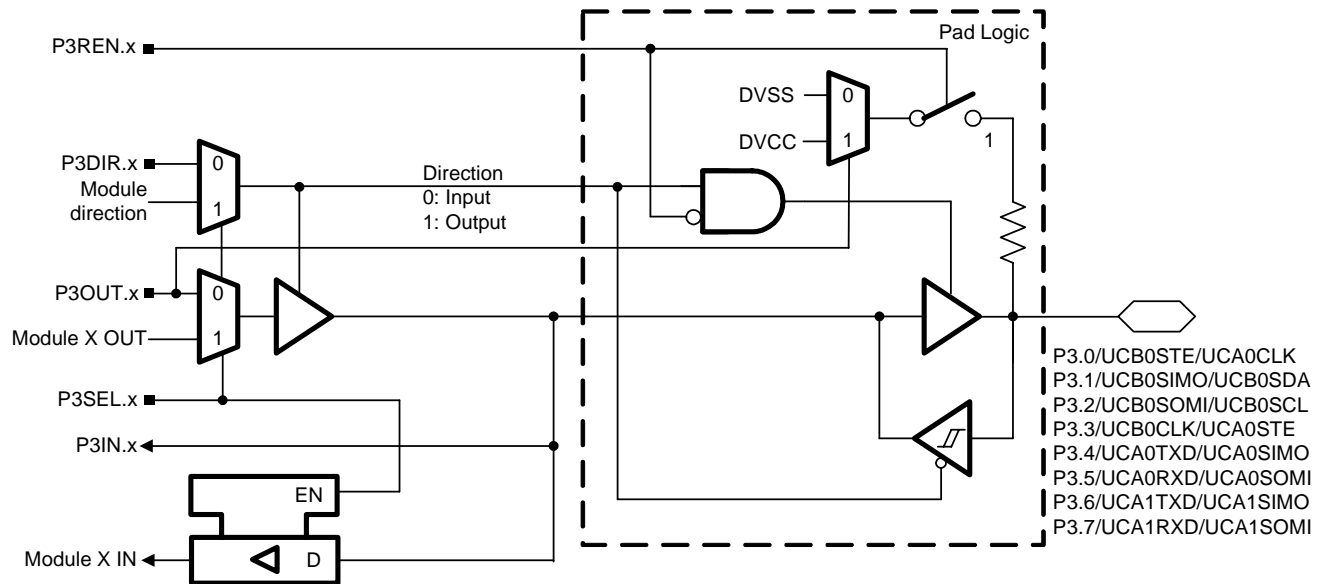 Pad Logic
P3REN.x
DVSS
0
DVCC
1
1
P3DIR.x
0
Module
direction
1
Direction
0: Input
1: Output
P3OUT.x
0
Module X OUT
1
P3SEL.x
P3IN.x
EN
Module X IN
D
P3.0/UCB0STE/UCA0CLK
P3.1/UCB0SIMO/UCB0SDA
P3.2/UCB0SOMI/UCB0SCL
P3.3/UCB0CLK/UCA0STE
P3.4/UCA0TXD/UCA0SIMO
P3.5/UCA0RXD/UCA0SOMI
P3.6/UCA1TXD/UCA1SIMO
P3.7/UCA1RXD/UCA1SOMI